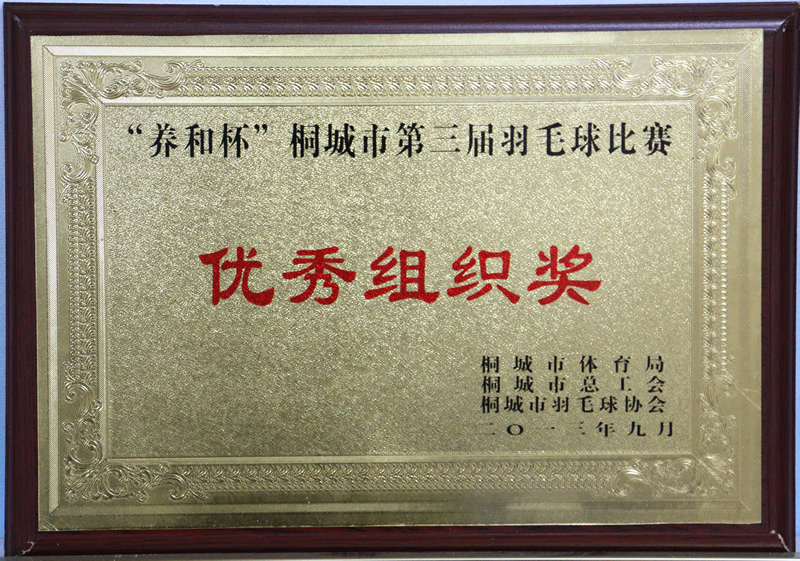 “养和杯”桐城市第三届羽毛球比赛
优秀组织奖
桐城市体育局
桐城市总工会
桐城市羽毛球协会
二〇一三年九月